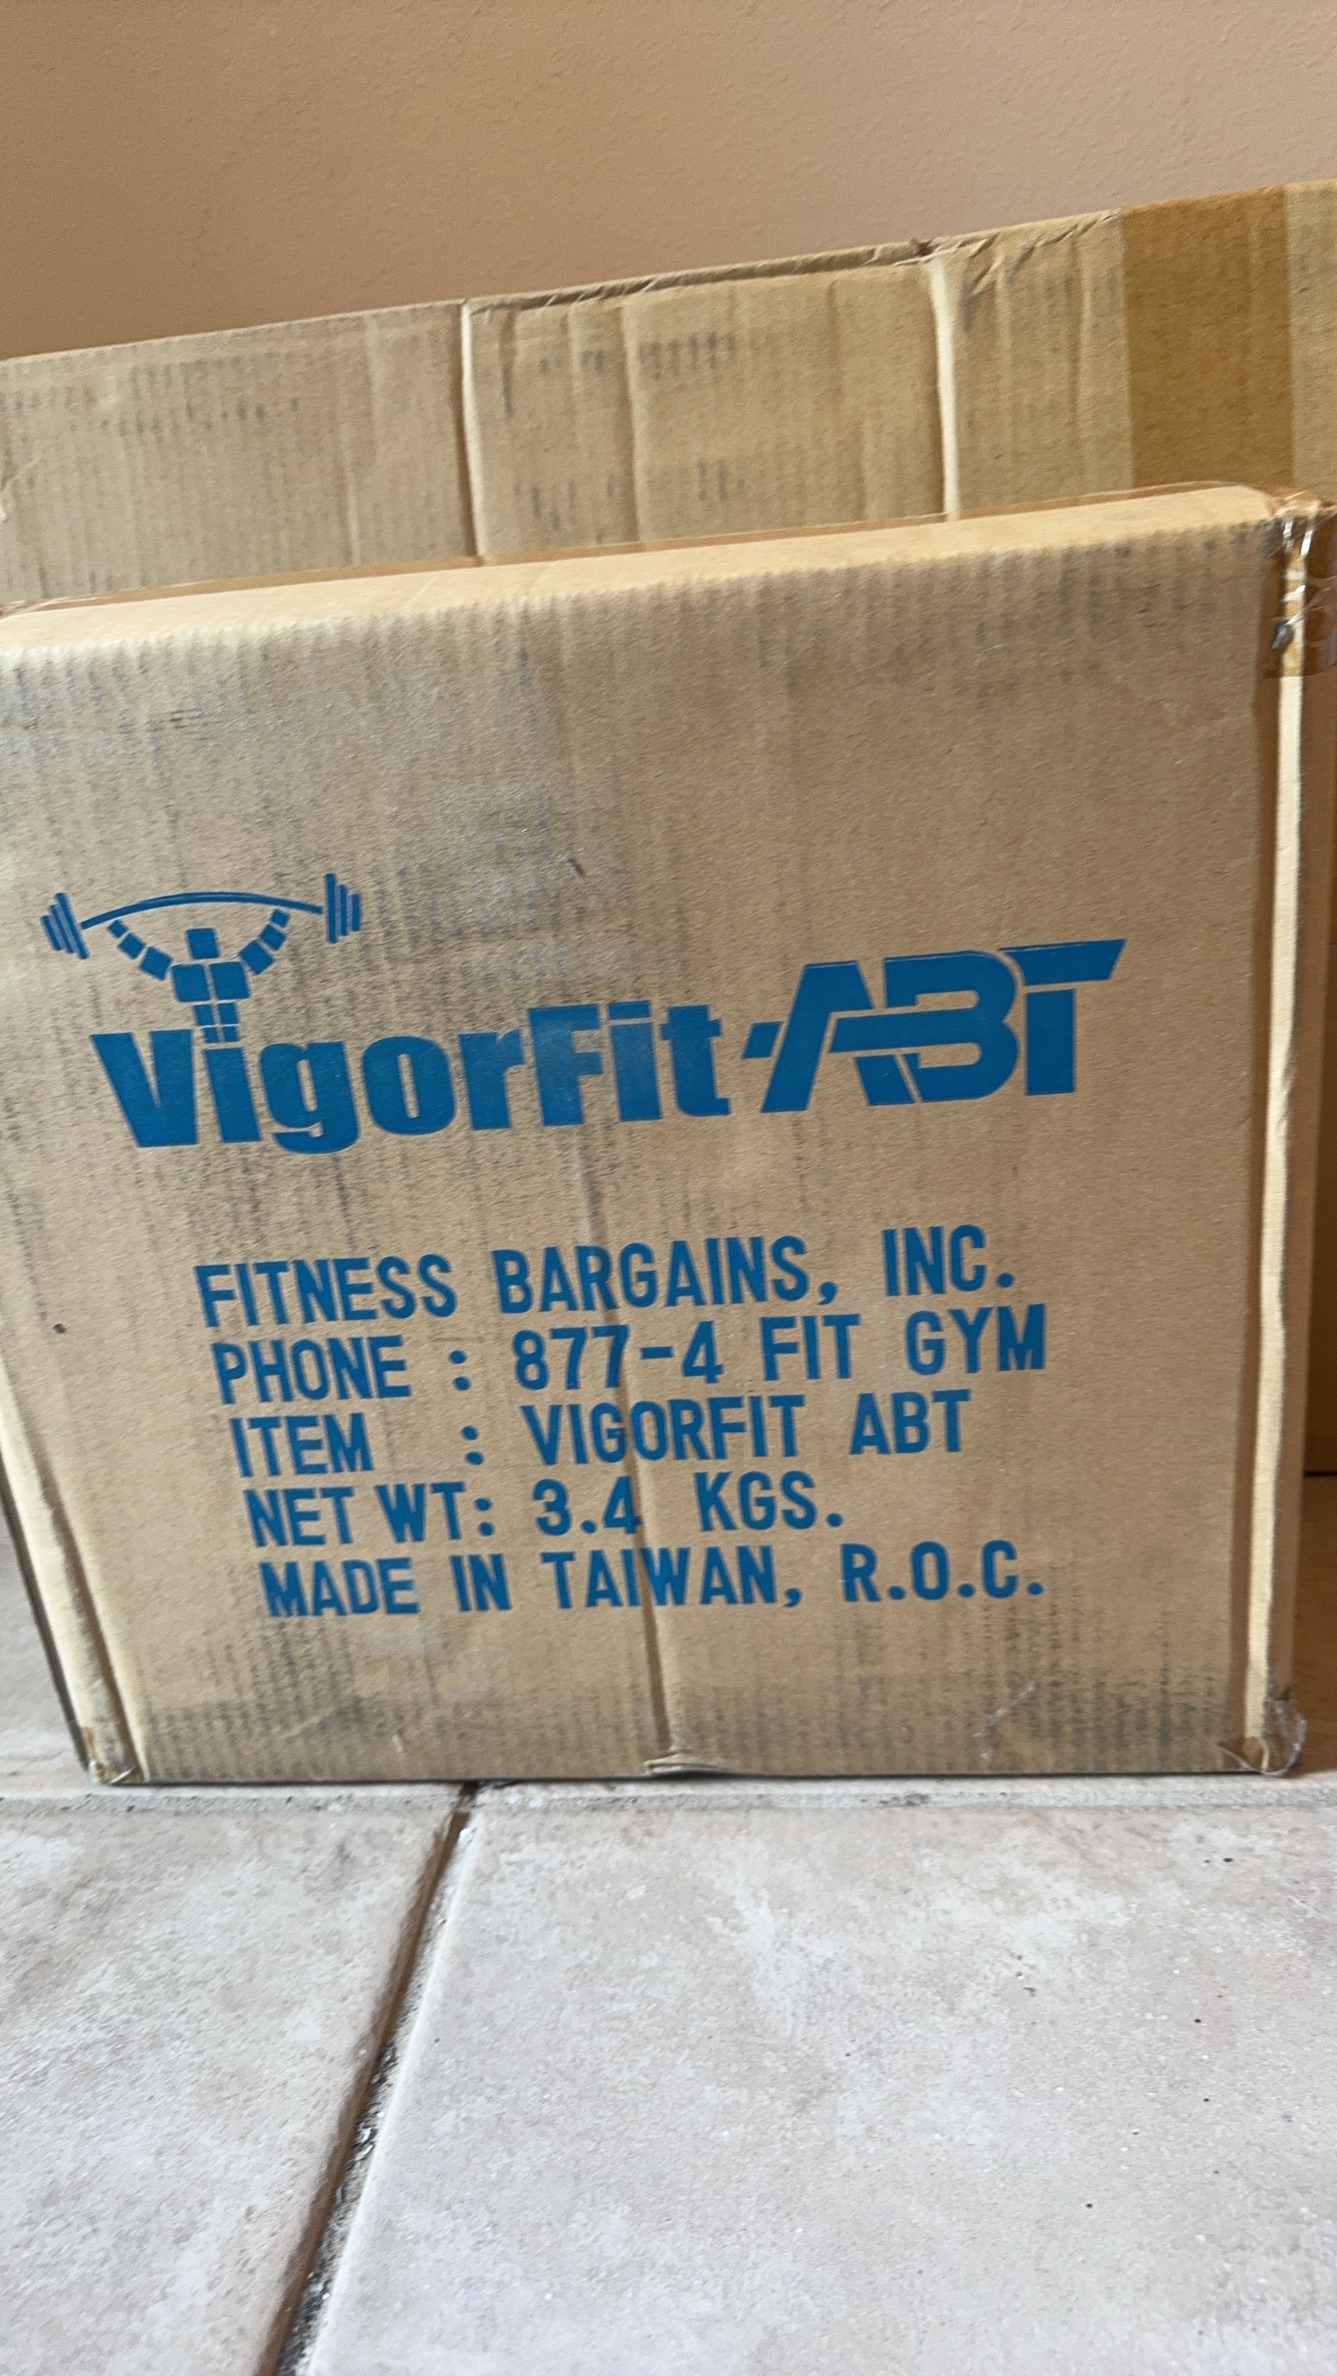 VigorFit ABT
FITNESS BARGAINS, INC.
PHONE : 877-4 FIT GYM
ITEM : VIGORFIT ABT
NET WT: 3.4 KGS.
MADE IN TAIWAN, R.O.C.